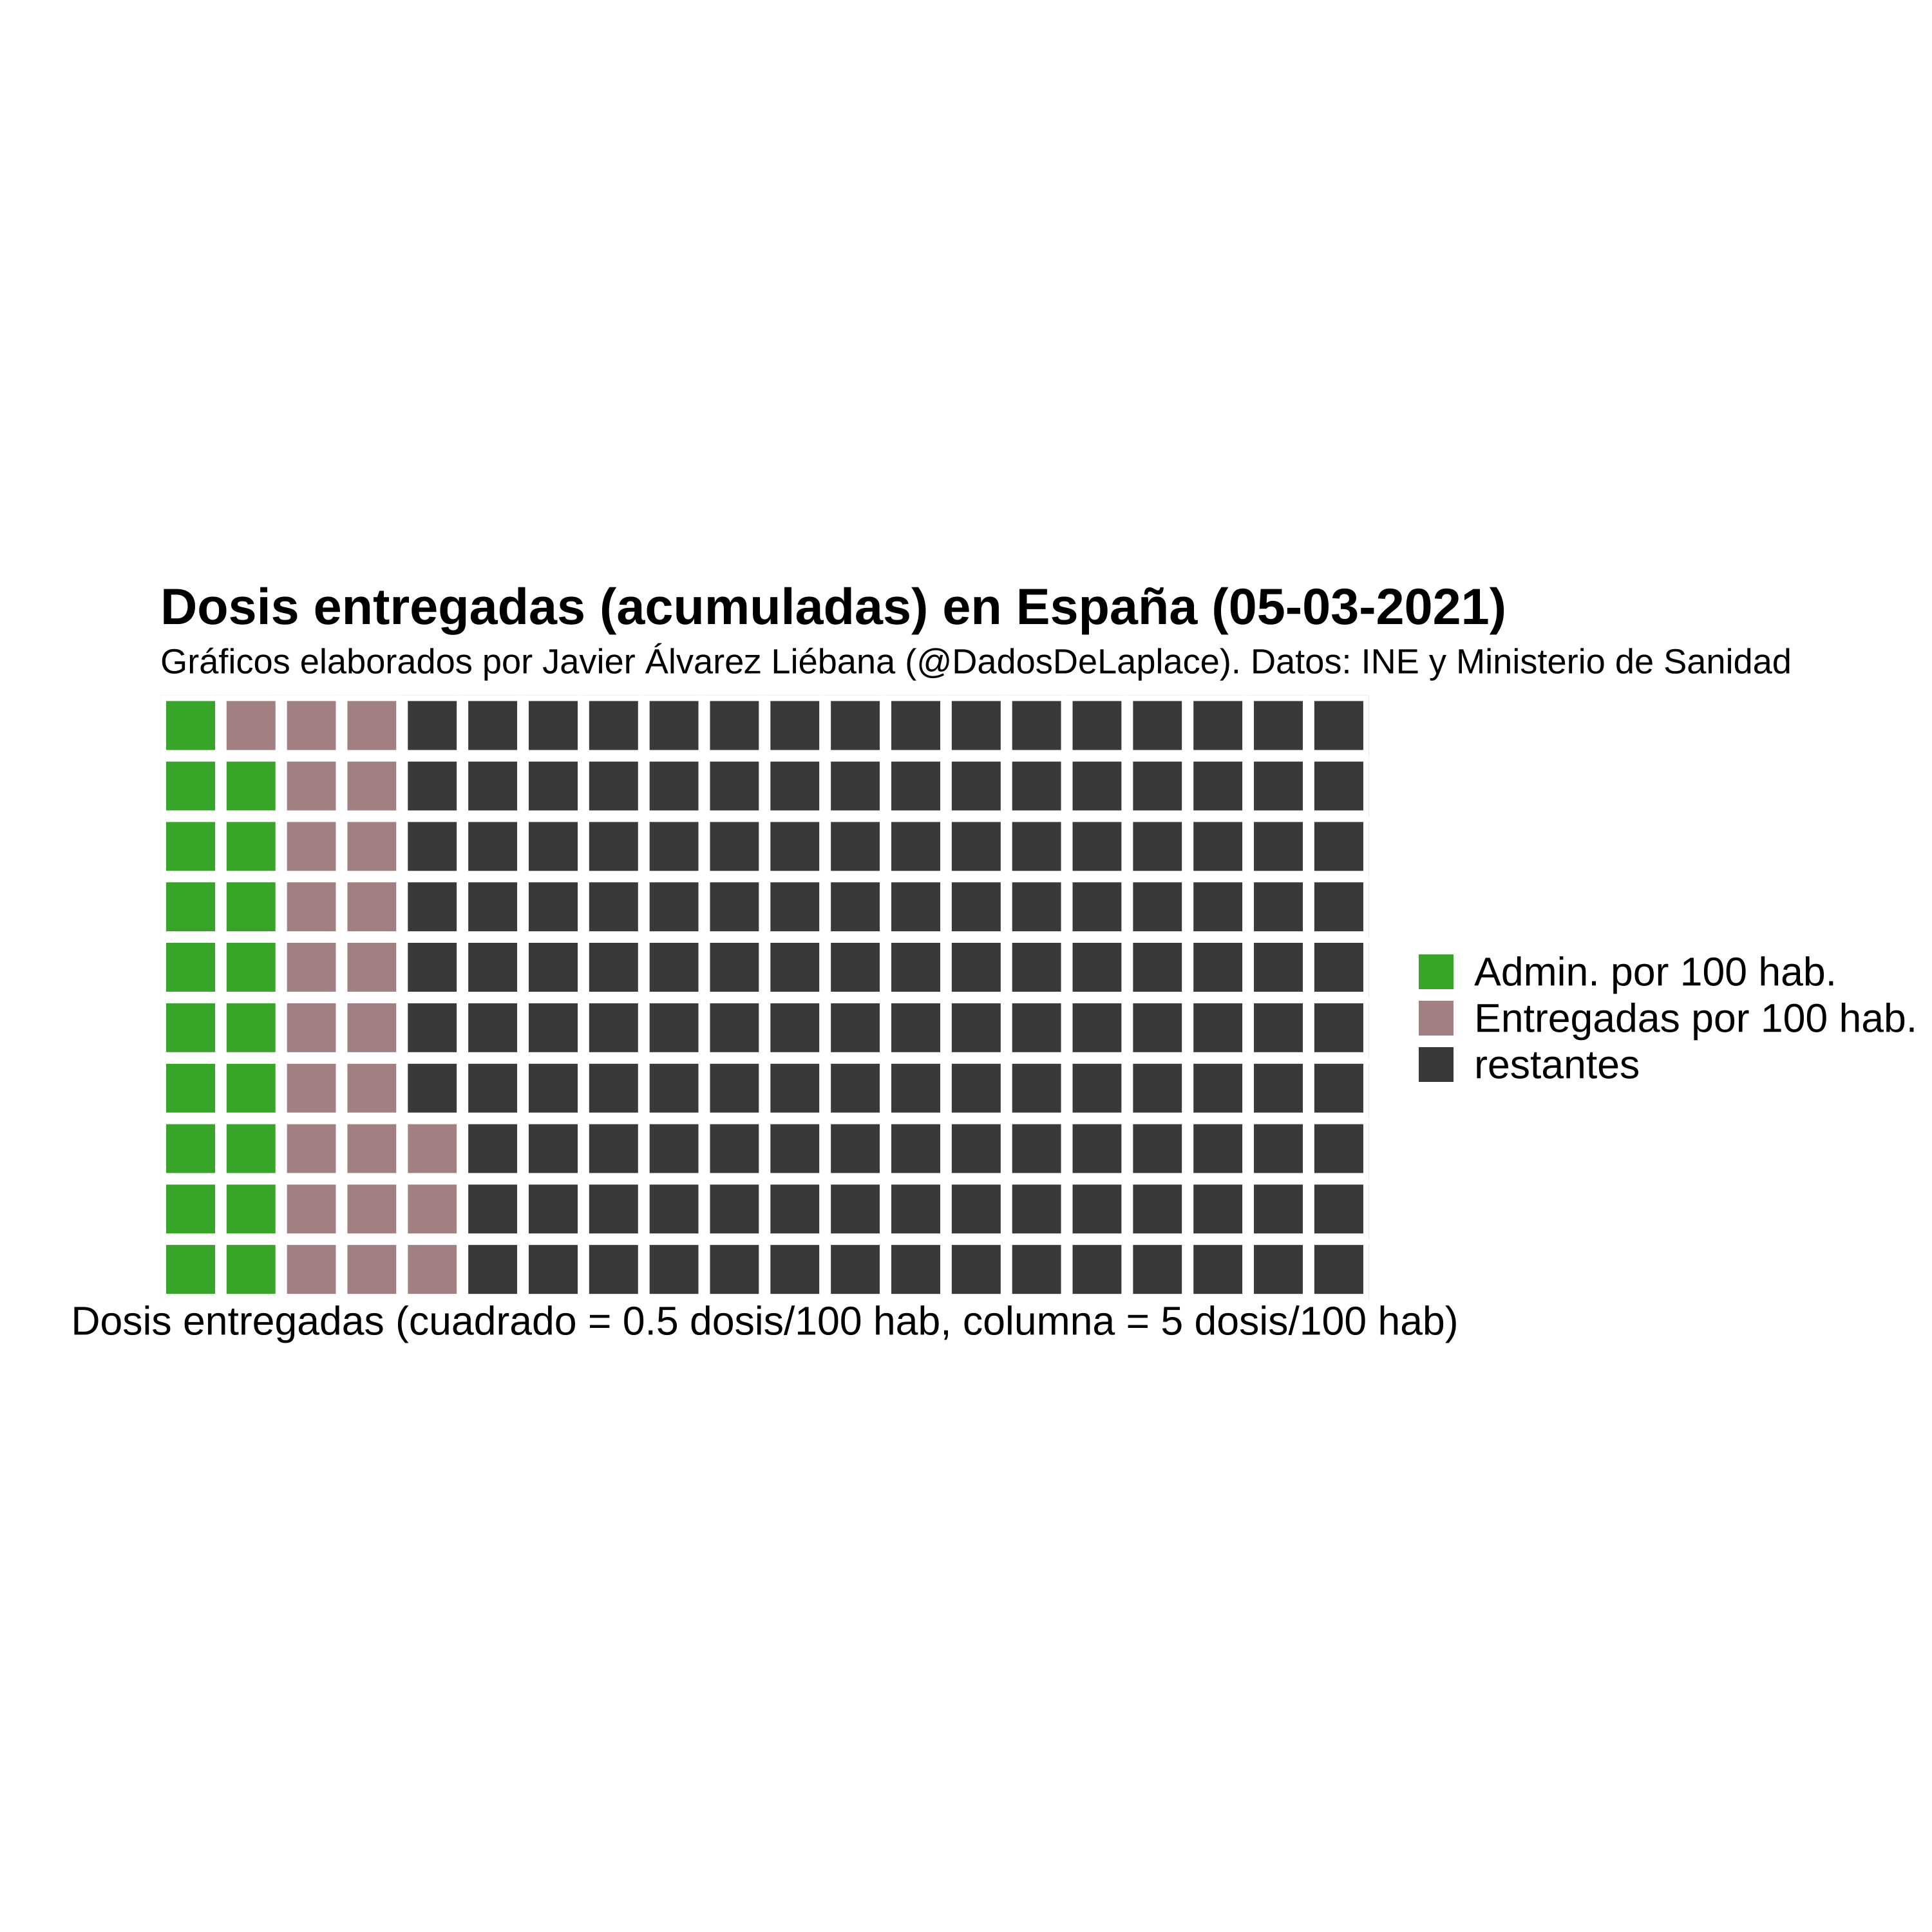 Dosis entregadas (acumuladas) en España (05-03-2021)
Gráficos elaborados por Javier Álvarez Liébana (@DadosDeLaplace). Datos: INE y Ministerio de Sanidad
Admin. por 100 hab.
Entregadas por 100 hab.
restantes
Dosis entregadas (cuadrado = 0.5 dosis/100 hab, columna = 5 dosis/100 hab)